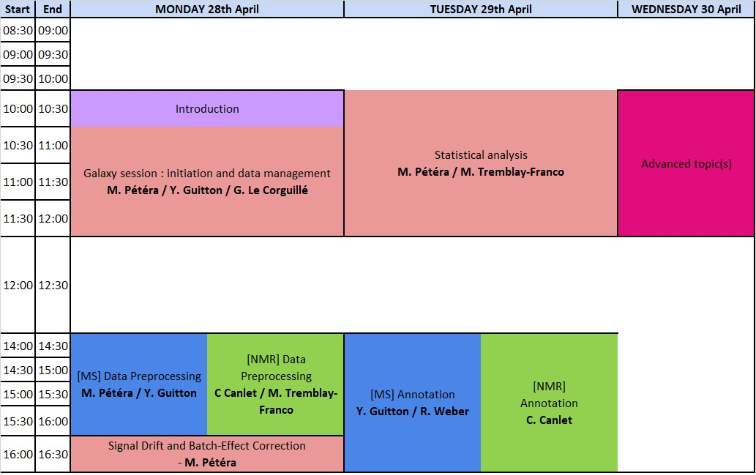 Start End MONDAY 28th April TUESDAY 29th April WEDNESDAY 30 April
08:30 09:00
09:00 09:30
09:30 10:00
10:00 10:30
Introduction
10:30 11:00
11:00 11:30
11:30 12:00
Galaxy session : initiation and data management
M. Pétéra / Y. Guitton / G. Le Corguillé
Statistical analysis
M. Pétéra / M. Tremblay-Franco
Advanced topic(s)
12:00 12:30
14:00 14:30
14:30 15:00
15:00 15:30
15:30 16:00
[MS] Data Preprocessing
M. Pétéra / Y. Guitton
[NMR] Data
Preprocessing
C Canlet / M. Tremblay-
Franco
[MS] Annotation
Y. Guitton / R. Weber
[NMR]
Annotation
C. Canlet
16:00 16:30
Signal Drift and Batch-Effect Correction
- M. Pétéra